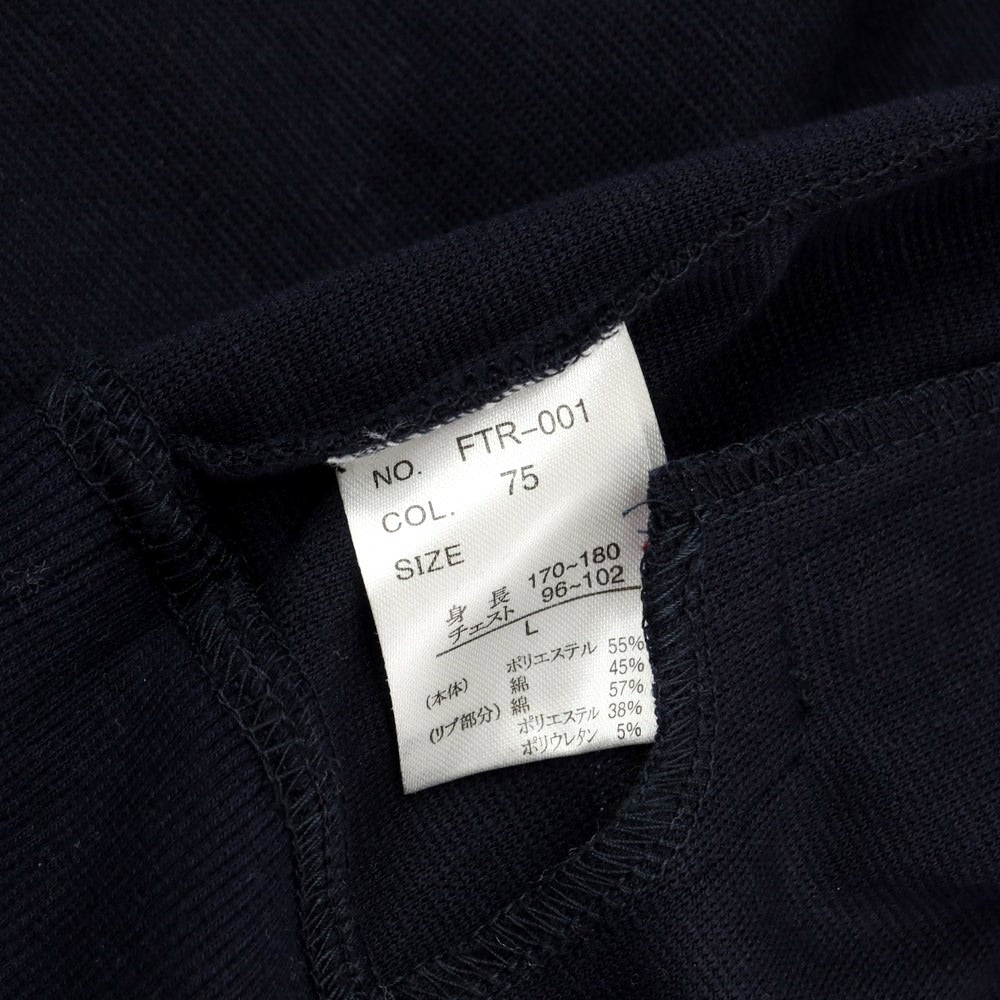 NO. FTR-001
COL. 75
SIZE
身長 170~180
チェスト 96~102
L
(本体) ポリエステル 55%
綿 45%
(リブ部分) 綿 57%
ポリエステル 38%
ポリウレタン 5%